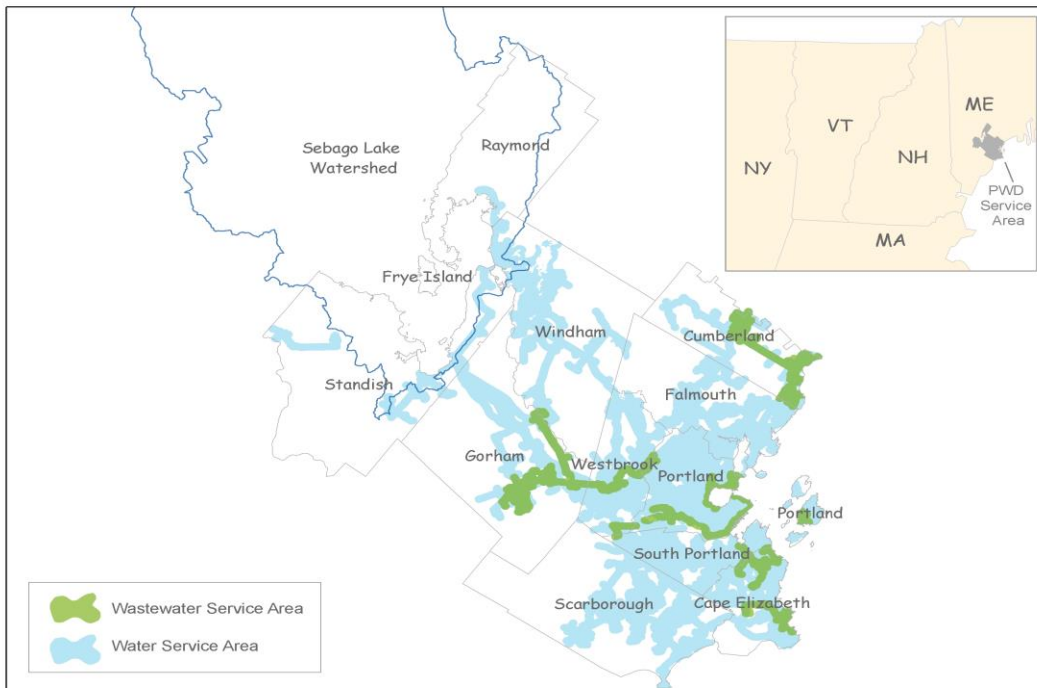 Sebago Lake
Watershed
Raymond
Frye Island
Windham
Cumberland
Standish
Falmouth
Gorham
Westbrook
Portland
Portland
South Portland
Scarborough
Cape Elizabeth
ME
VT
NH
NY
PWD
Service
Area
MA
Wastewater Service Area
Water Service Area